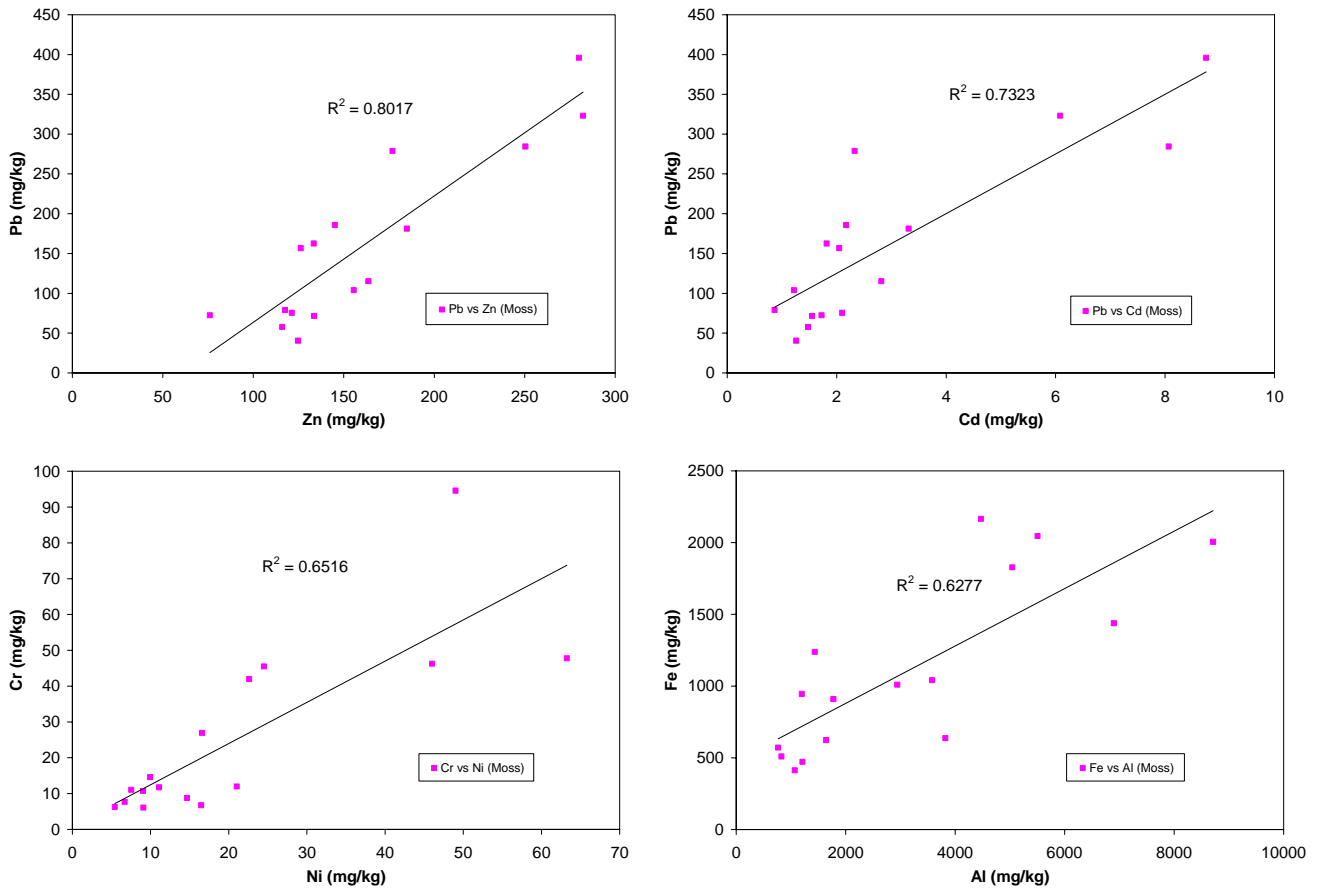 450
400
350
300
250
200
150
100
50
0
Pb (mg/kg)
R² = 0.8017
Pb vs Zn (Moss)
0 50 100 150 200 250 300
Zn (mg/kg)
450
400
350
300
250
200
150
100
50
0
Pb (mg/kg)
R² = 0.7323
Pb vs Cd (Moss)
0 2 4 6 8 10
Cd (mg/kg)
100
90
80
70
60
50
40
30
20
10
0
Cr (mg/kg)
R² = 0.6516
Cr vs Ni (Moss)
0 10 20 30 40 50 60 70
Ni (mg/kg)
2500
2000
1500
1000
500
0
Fe (mg/kg)
R² = 0.6277
Fe vs Al (Moss)
0 2000 4000 6000 8000 10000
Al (mg/kg)